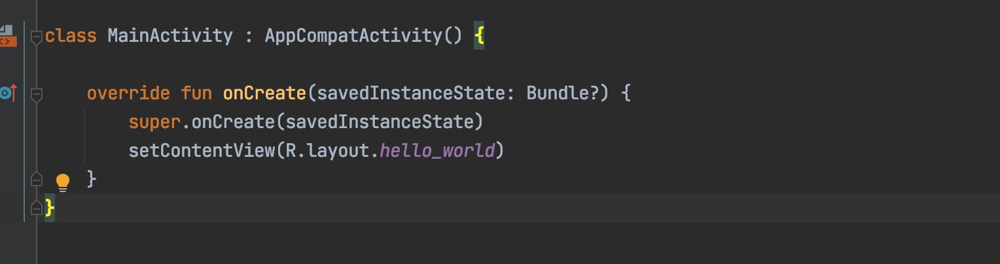 class MainActivity : AppCompatActivity() {
override fun onCreate(savedInstanceState: Bundle?) {
super.onCreate(savedInstanceState)
setContentView(R.layout.hello_world)
}
}